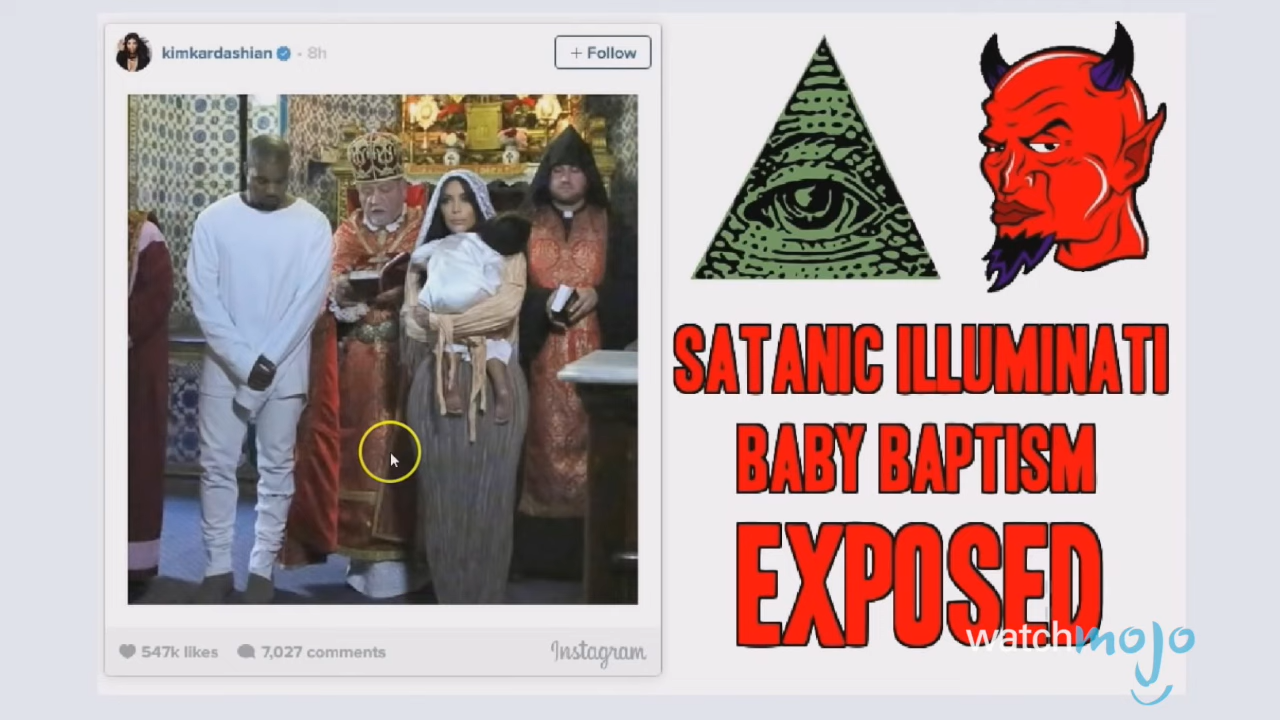 kimkardashian • 8h
+ Follow
547k likes 7,027 comments
Instagram
SATANIC ILLUMINATI
BABY BAPTISM
EXPOSED
watchmojo